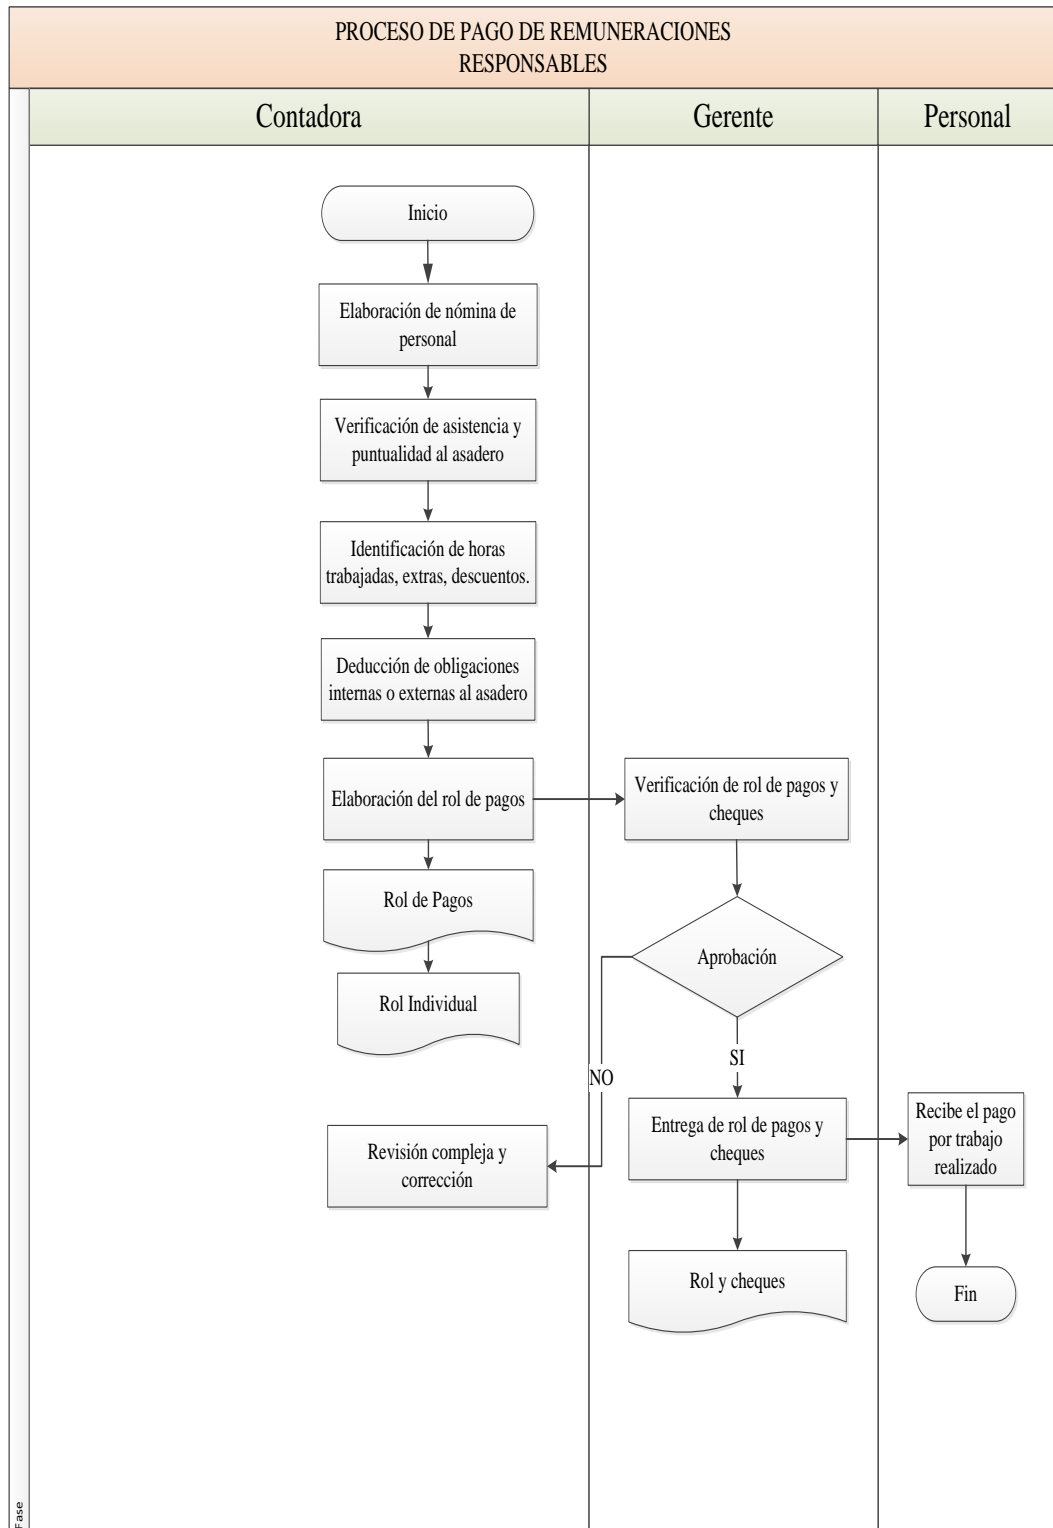 PROCESO DE PAGO DE REMUNERACIONES
RESPONSABLES
Contadora
Gerente
Personal
Inicio
Elaboración de nómina de
personal
Verificación de asistencia y
puntualidad al asadero
Identificación de horas
trabajadas, extras, descuentos.
Deducción de obligaciones
internas o externas al asadero
Elaboración del rol de pagos
Verificación de rol de pagos y
cheques
Rol de Pagos
Aprobación
Rol Individual
SI
NO
Revisión compleja y
corrección
Entrega de rol de pagos y
cheques
Recibe el pago
por trabajo
realizado
Rol y cheques
Fin
Fase